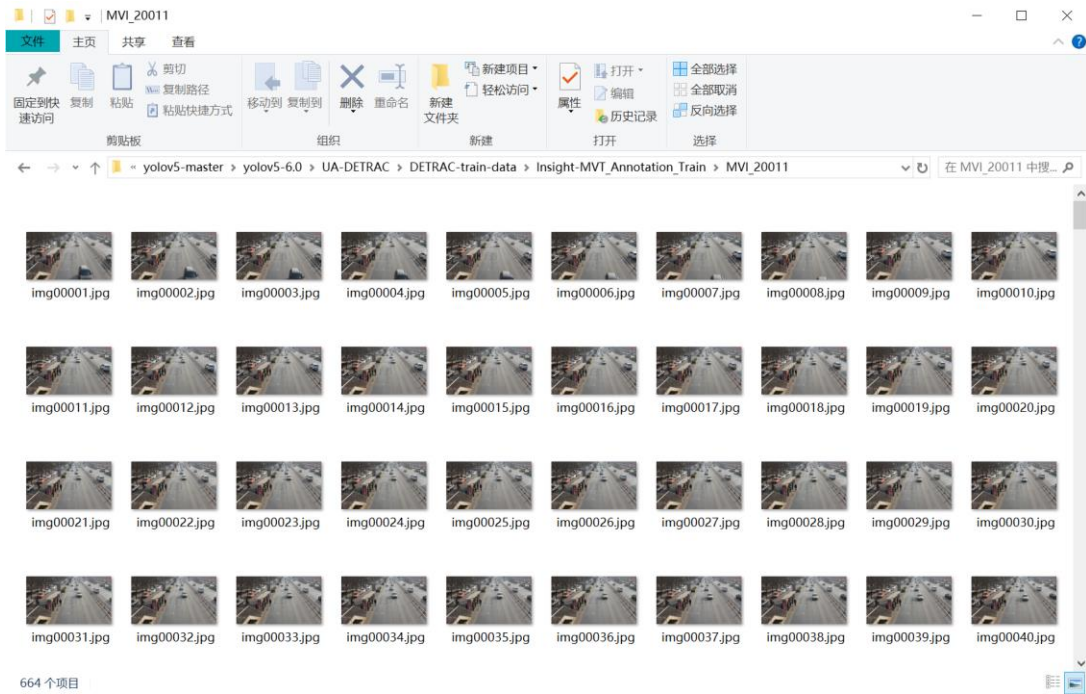 MVI_20011
文件 主页 共享 查看
固定到快速访问 复制 粘贴 剪切 复制路径 粘贴快捷方式 移动到 复制到 删除 重命名 新建文件夹 新建项目 轻松访问 属性 打开 编辑 历史记录 全部选择 全部取消 反向选择
剪贴板 组织 新建 打开 选择
« yolov5-master › yolov5-6.0 › UA-DETRAC › DETRAC-train-data › Insight-MVT_Annotation_Train › MVI_20011 在 MVI_20011 中搜...
img00001.jpg img00002.jpg img00003.jpg img00004.jpg img00005.jpg img00006.jpg img00007.jpg img00008.jpg img00009.jpg img00010.jpg
img00011.jpg img00012.jpg img00013.jpg img00014.jpg img00015.jpg img00016.jpg img00017.jpg img00018.jpg img00019.jpg img00020.jpg
img00021.jpg img00022.jpg img00023.jpg img00024.jpg img00025.jpg img00026.jpg img00027.jpg img00028.jpg img00029.jpg img00030.jpg
img00031.jpg img00032.jpg img00033.jpg img00034.jpg img00035.jpg img00036.jpg img00037.jpg img00038.jpg img00039.jpg img00040.jpg
664 个项目